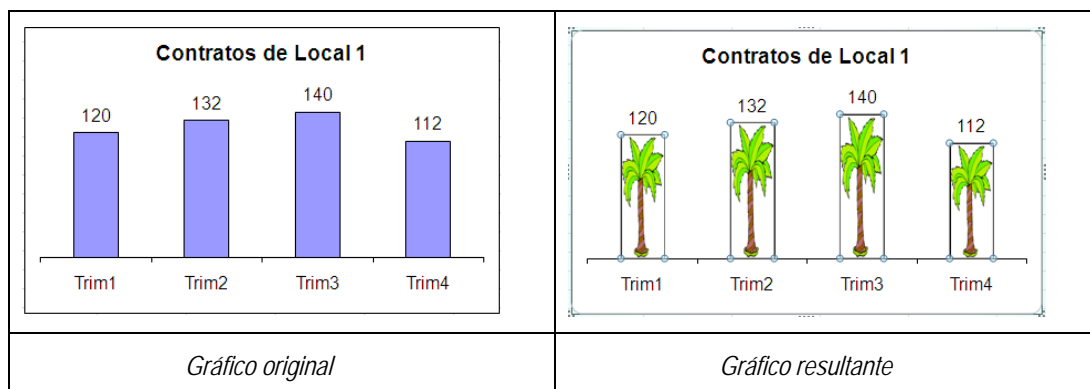 Contratos de Local 1
120
132
140
112
Trim1 Trim2 Trim3 Trim4
Gráfico original
Contratos de Local 1
120
132
140
112
Trim1 Trim2 Trim3 Trim4
Gráfico resultante